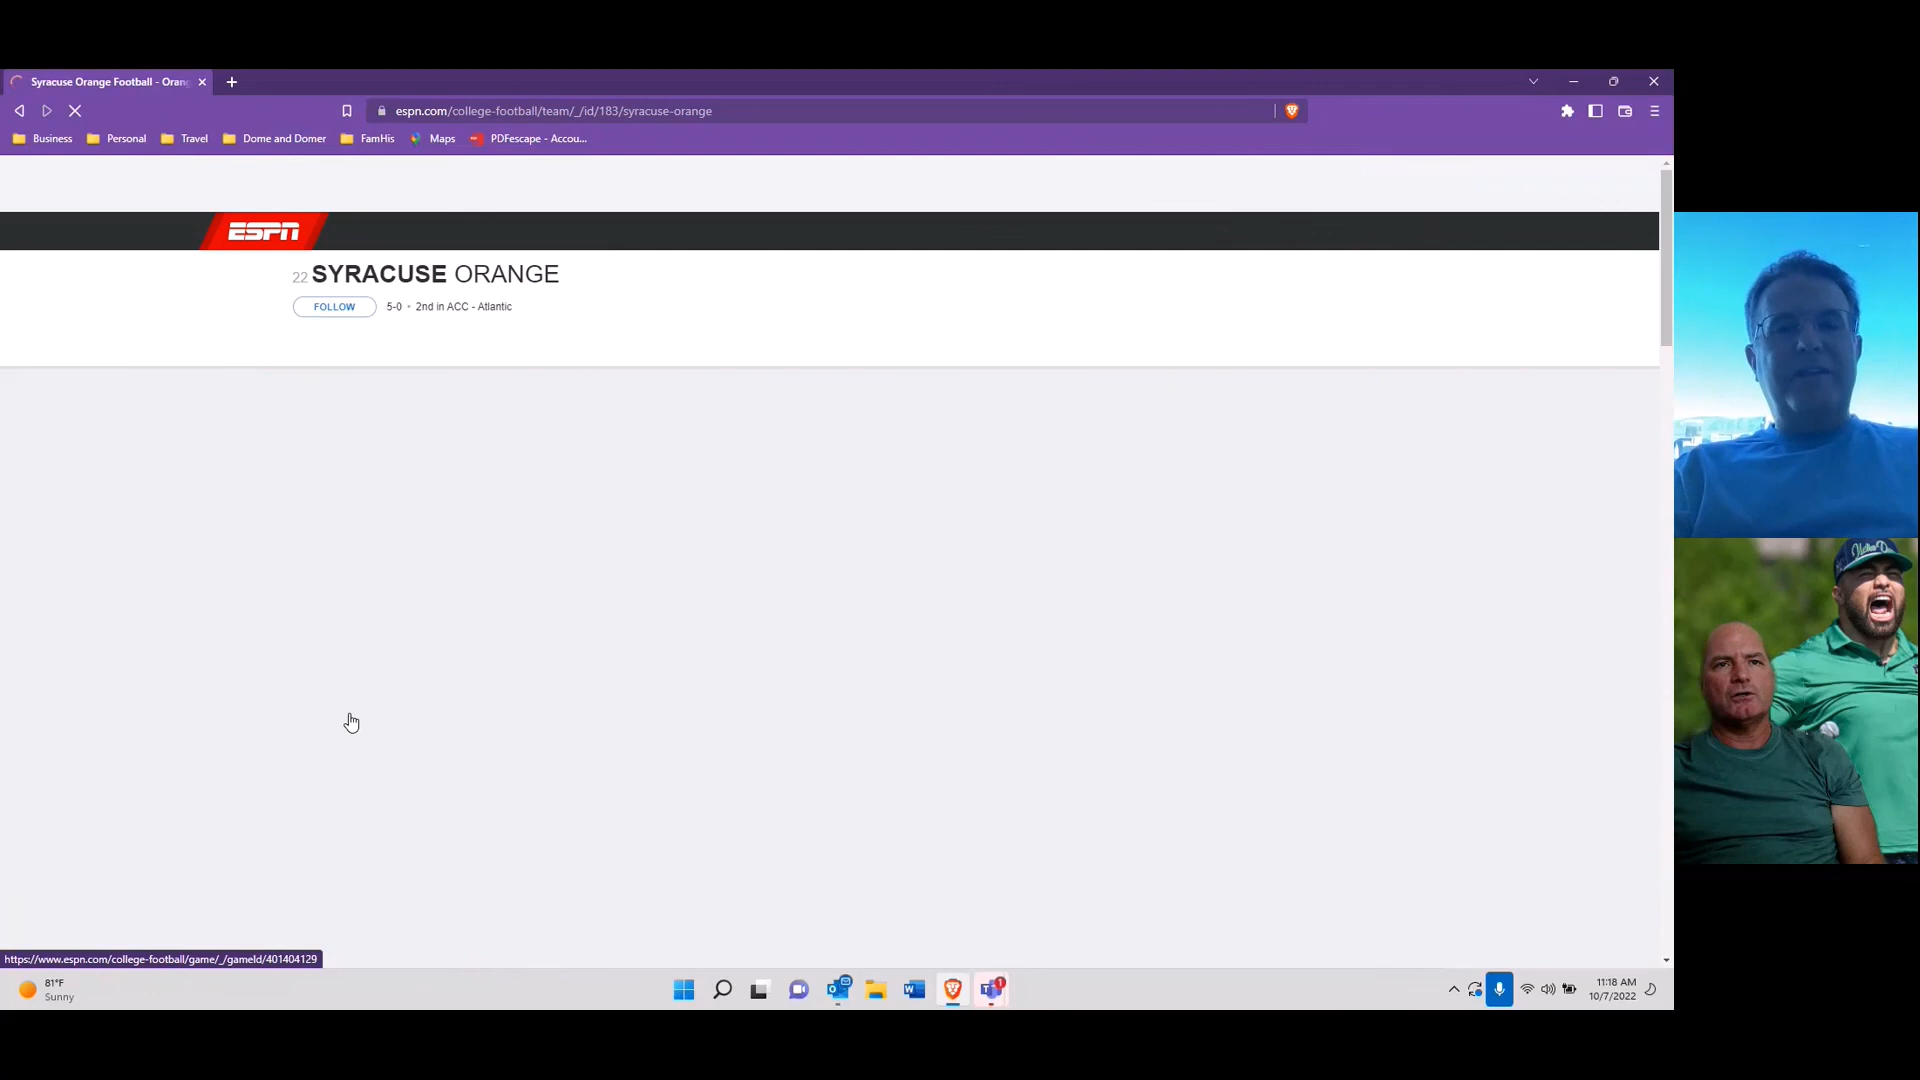 Syracuse Orange Football - Oran
espn.com/college-football/team/_/id/183/syracuse-orange
Business Personal Travel Dome and Domer FamHis Maps PDFescape - Accou...
ESPN
22 SYRACUSE ORANGE
FOLLOW 5-0 • 2nd in ACC - Atlantic
https://www.espn.com/college-football/game/_/gameId/401404129
81°F
Sunny
1
11:18 AM
10/7/2022